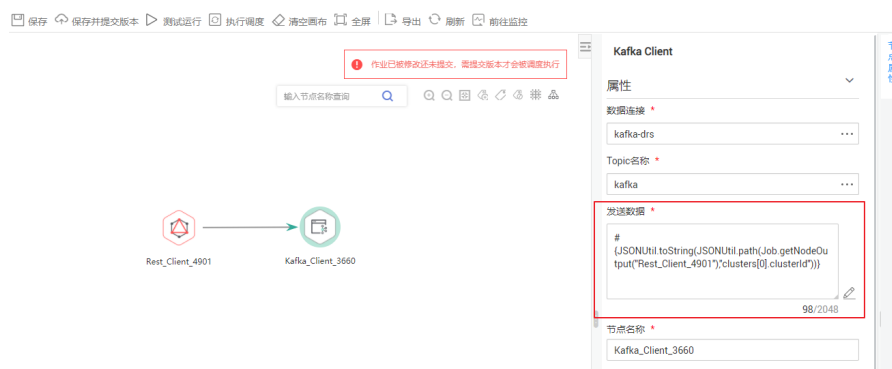 保存 保存并提交版本 测试运行 执行调度 清空画布 全屏 导出 刷新 前往监控
作业已被修改还未提交，需提交版本才会被调度执行
输入节点名称查询
Rest_Client_4901
Kafka_Client_3660
Kafka Client
属性
数据连接 *
kafka-drs
Topic名称 *
kafka
发送数据 *
#
{JSONUtil.toString(JSONUtil.path(Job.getNodeOu
tput("Rest_Client_4901"),"clusters[0].clusterId"))}
98/2048
节点名称 *
Kafka_Client_3660
节点属性